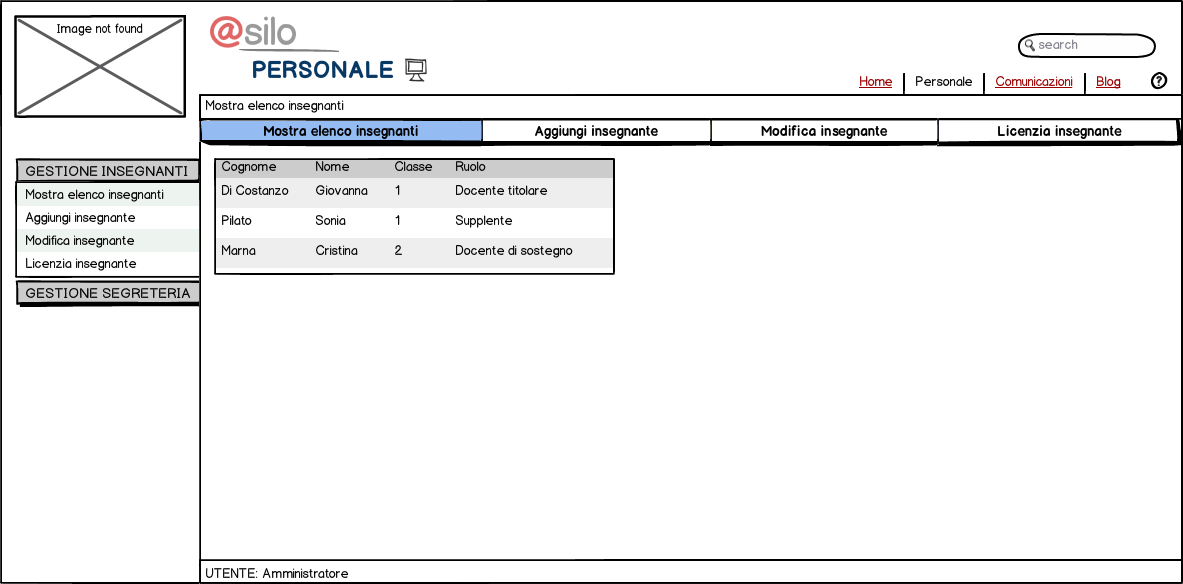 Image not found
@silo
PERSONALE
search
Home
Personale
Comunicazioni
Blog
?
Mostra elenco insegnanti
Mostra elenco insegnanti
Aggiungi insegnante
Modifica insegnante
Licenzia insegnante
GESTIONE INSEGNANTI
Mostra elenco insegnanti
Aggiungi insegnante
Modifica insegnante
Licenzia insegnante
GESTIONE SEGRETERIA
Cognome Nome Classe Ruolo
Di Costanzo Giovanna 1 Docente titolare
Pilato Sonia 1 Supplente
Marna Cristina 2 Docente di sostegno
UTENTE: Amministratore